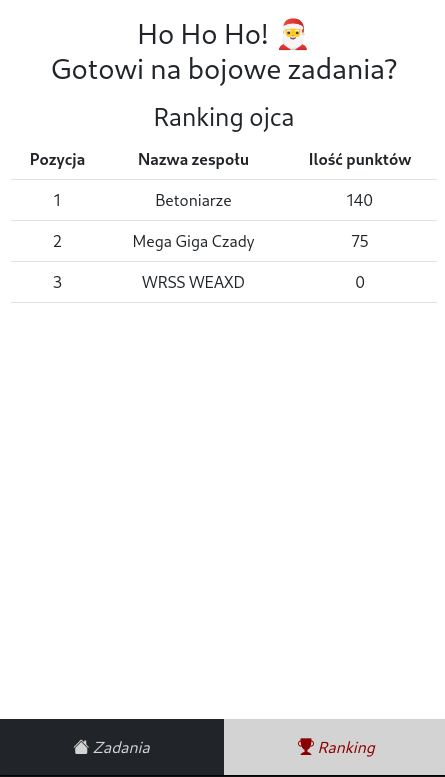 Ho Ho Ho! 🎅
Gotowi na bojowe zadania?
Ranking ojca
Pozycja Nazwa zespołu Ilość punktów
1 Betoniarze 140
2 Mega Giga Czady 75
3 WRSS WEAXD 0
Zadania Ranking